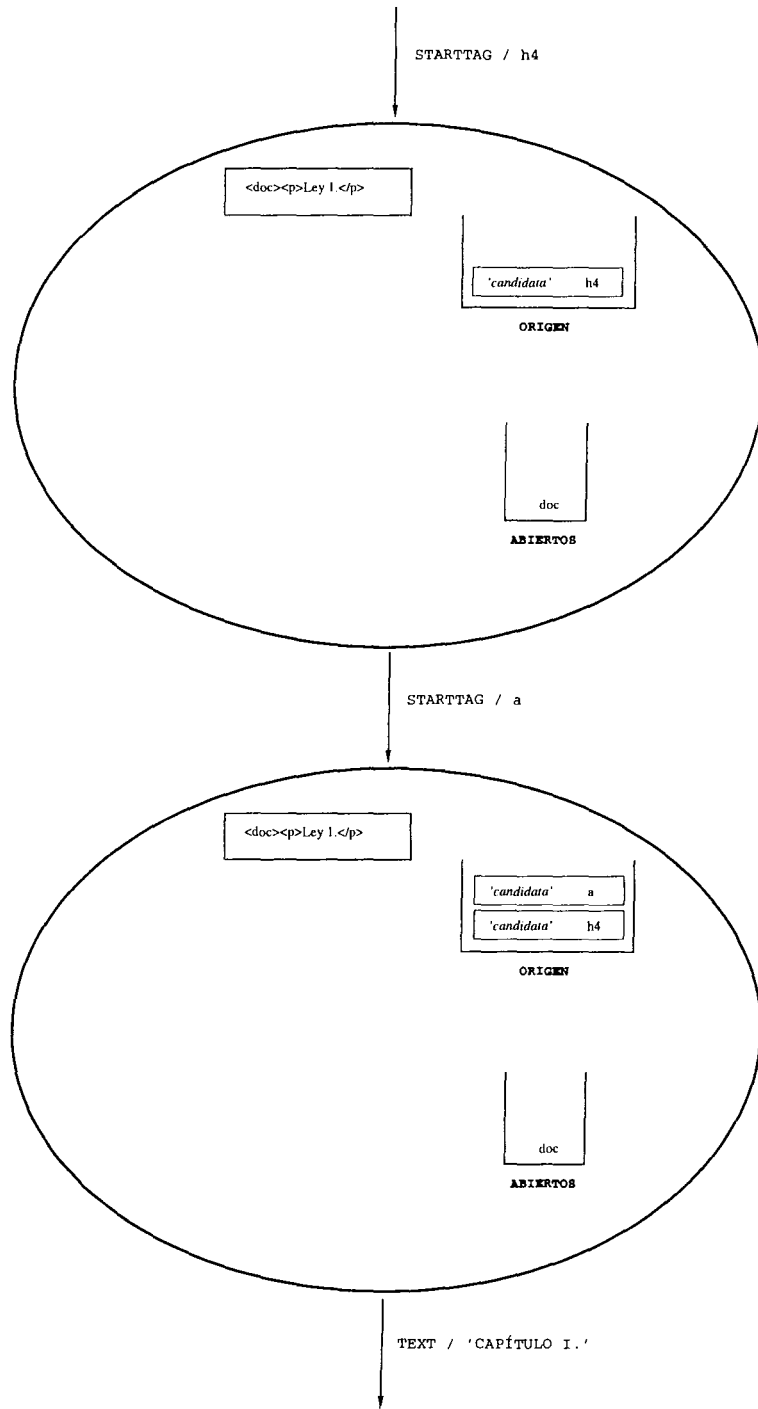 STARTTAG / h4
<doc><p>Ley 1.</p>
'candidata' h4
ORIGEN
doc
ABIERTOS
STARTTAG / a
<doc><p>Ley 1.</p>
'candidata' a
'candidata' h4
ORIGEN
doc
ABIERTOS
TEXT / 'CAPÍTULO I.'